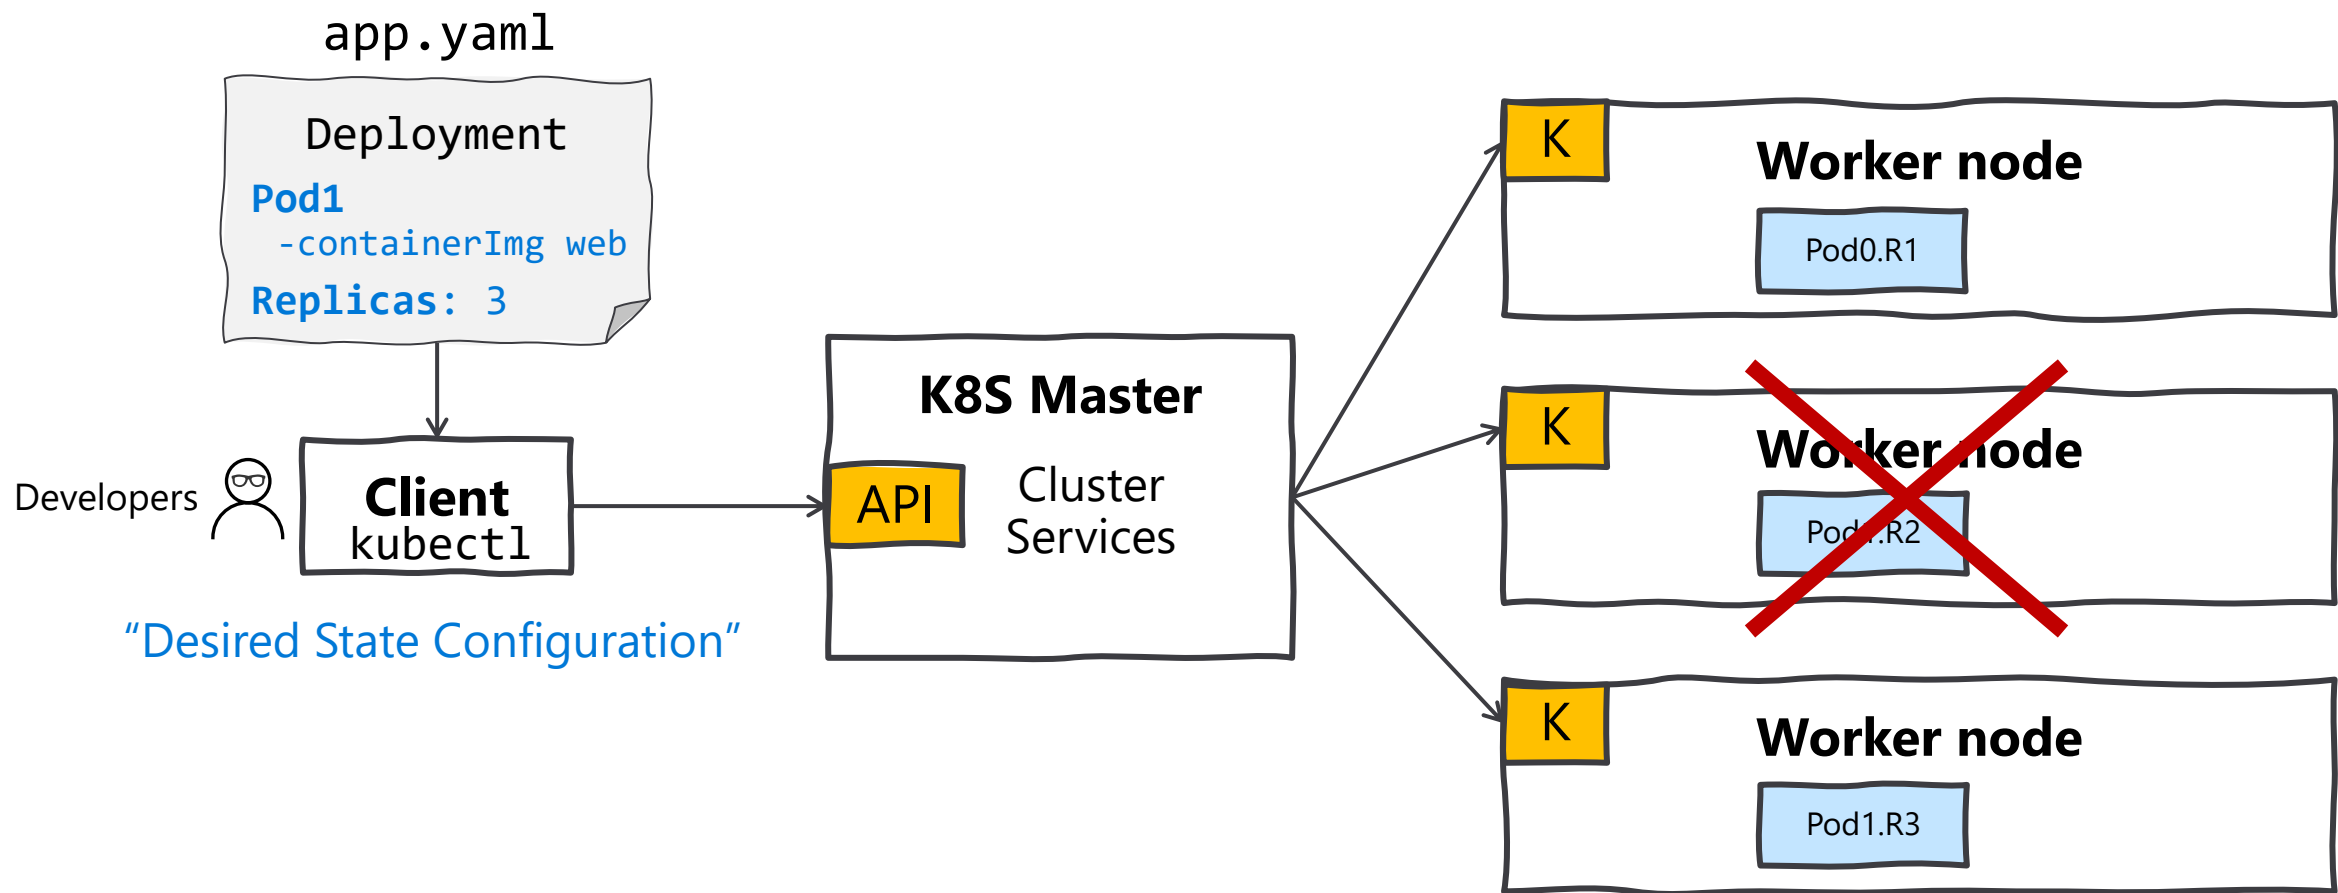 app.yaml
Deployment
Pod1
-containerImg web
Replicas: 3
Developers
Client
kubectl
“Desired State Configuration”
K8S Master
API
Cluster
Services
K
Worker node
Pod0.R1
K
Worker node
Pod1.R2
K
Worker node
Pod1.R3